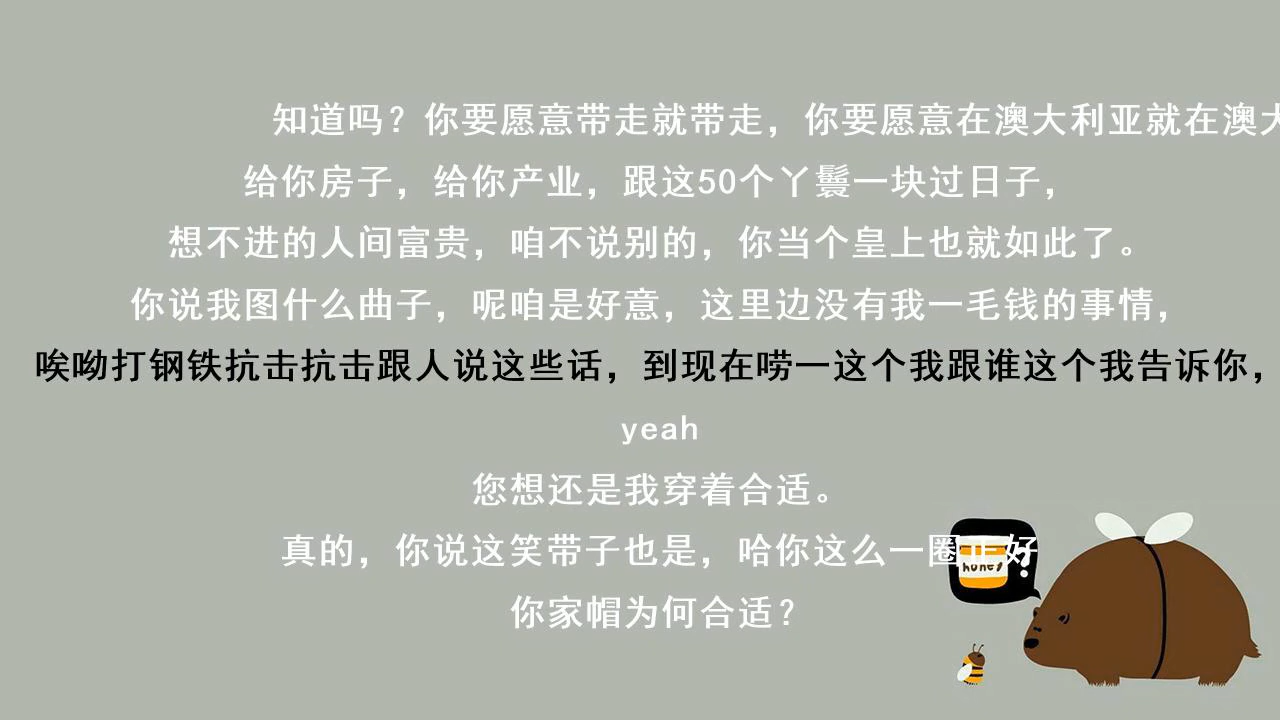 知道吗？你要愿意带走就带走，你要愿意在澳大利亚就在澳大
给你房子，给你产业，跟这50个丫鬟一块过日子，
想不进的人间富贵，咱不说别的，你当个皇上也就如此了。
你说我图什么曲子，呢咱是好意，这里边没有我一毛钱的事情，
唉呦打钢铁抗击抗击跟人说这些话，到现在唠一这个我跟谁这个我告诉你，
yeah
您想还是我穿着合适。
真的，你说这笑带子也是，哈你这么一圈正好
你家帽为何合适？
honey?